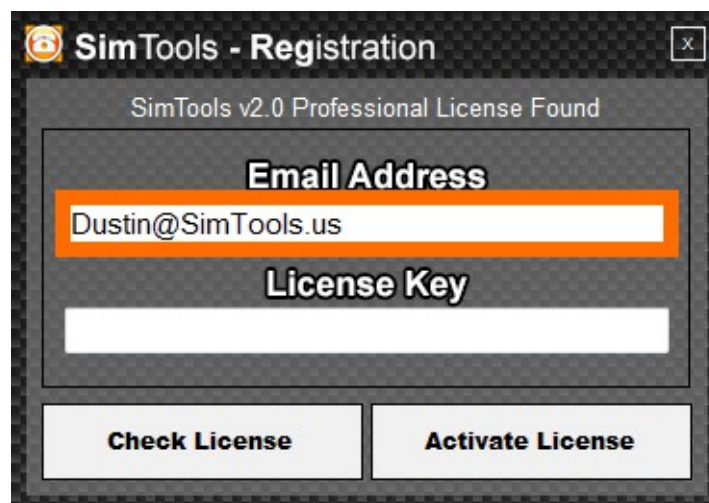 SimTools - Registration
x
SimTools v2.0 Professional License Found
Email Address
Dustin@SimTools.us
License Key
Check License
Activate License